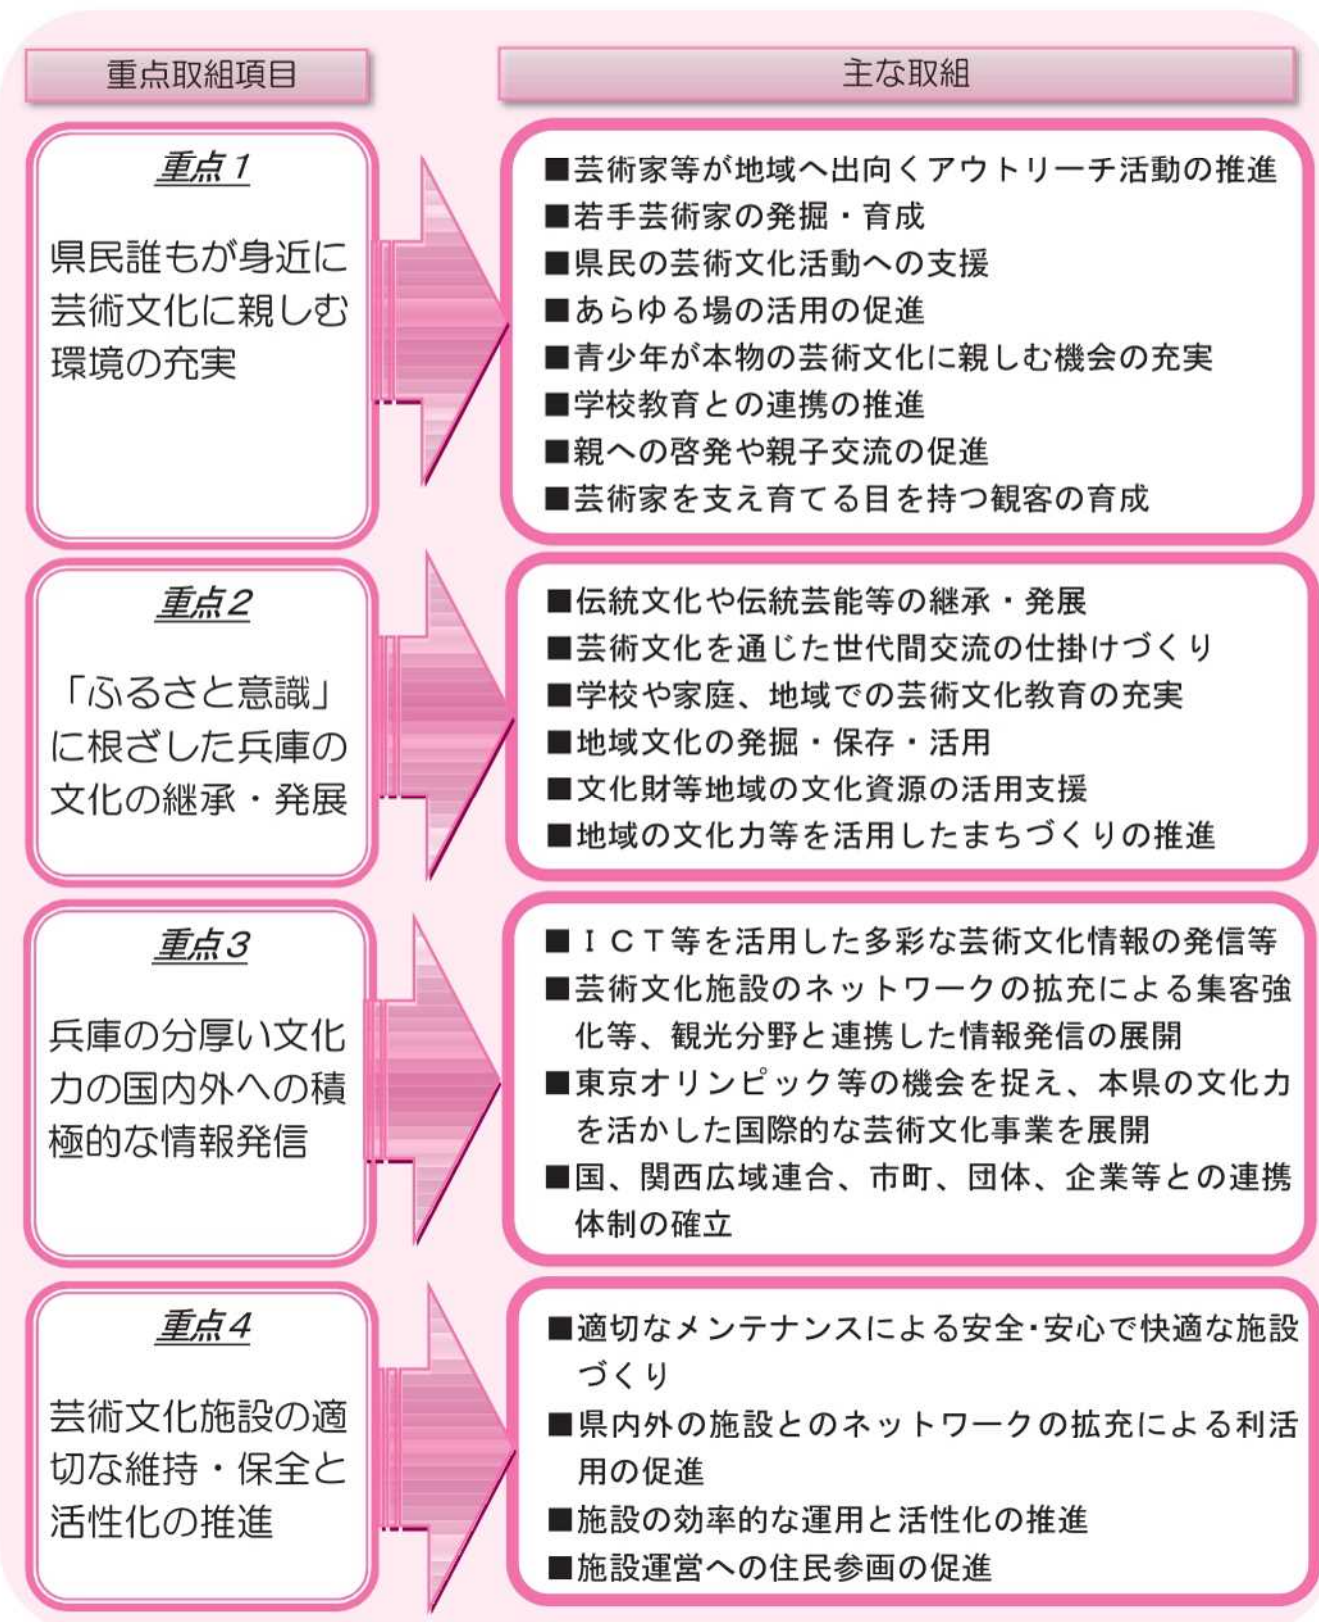 重点取組項目
主な取組
重点1
県民誰もが身近に
芸術文化に親しむ
環境の充実
■芸術家等が地域へ出向くアウトリーチ活動の推進
■若手芸術家の発掘・育成
■県民の芸術文化活動への支援
■あらゆる場の活用の促進
■青少年が本物の芸術文化に親しむ機会の充実
■学校教育との連携の推進
■親への啓発や親子交流の促進
■芸術家を支え育てる目を持つ観客の育成
重点2
「ふるさと意識」
に根ざした兵庫の
文化の継承・発展
■伝統文化や伝統芸能等の継承・発展
■芸術文化を通じた世代間交流の仕掛けづくり
■学校や家庭、地域での芸術文化教育の充実
■地域文化の発掘・保存・活用
■文化財等地域の文化資源の活用支援
■地域の文化力等を活用したまちづくりの推進
重点3
兵庫の分厚い文化
力の国内外への積
極的な情報発信
■ＩＣＴ等を活用した多彩な芸術文化情報の発信等
■芸術文化施設のネットワークの拡充による集客強
化等、観光分野と連携した情報発信の展開
■東京オリンピック等の機会を捉え、本県の文化力
を活かした国際的な芸術文化事業を展開
■国、関西広域連合、市町、団体、企業等との連携
体制の確立
重点4
芸術文化施設の適
切な維持・保全と
活性化の推進
■適切なメンテナンスによる安全・安心で快適な施設
づくり
■県内外の施設とのネットワークの拡充による利活
用の促進
■施設の効率的な運用と活性化の推進
■施設運営への住民参画の促進